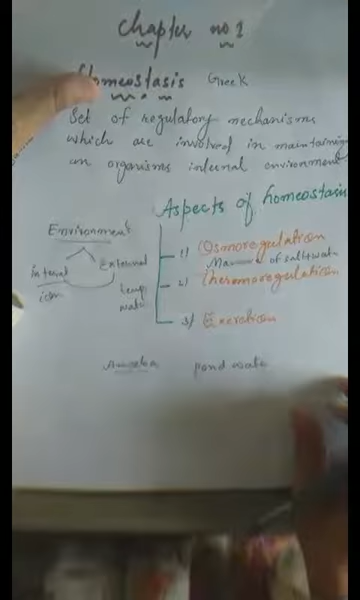 Chapter no 1
Homeostasis Greek
Set of regulatory mechanisms
which are involved in maintaining
an organisms internal environment
Aspects of homeostasis
Environment
Internal External
1) Osmoregulation
of salt+water
2) Thermoregulation
Temp
water
3) Excretion
Amoeba pond water